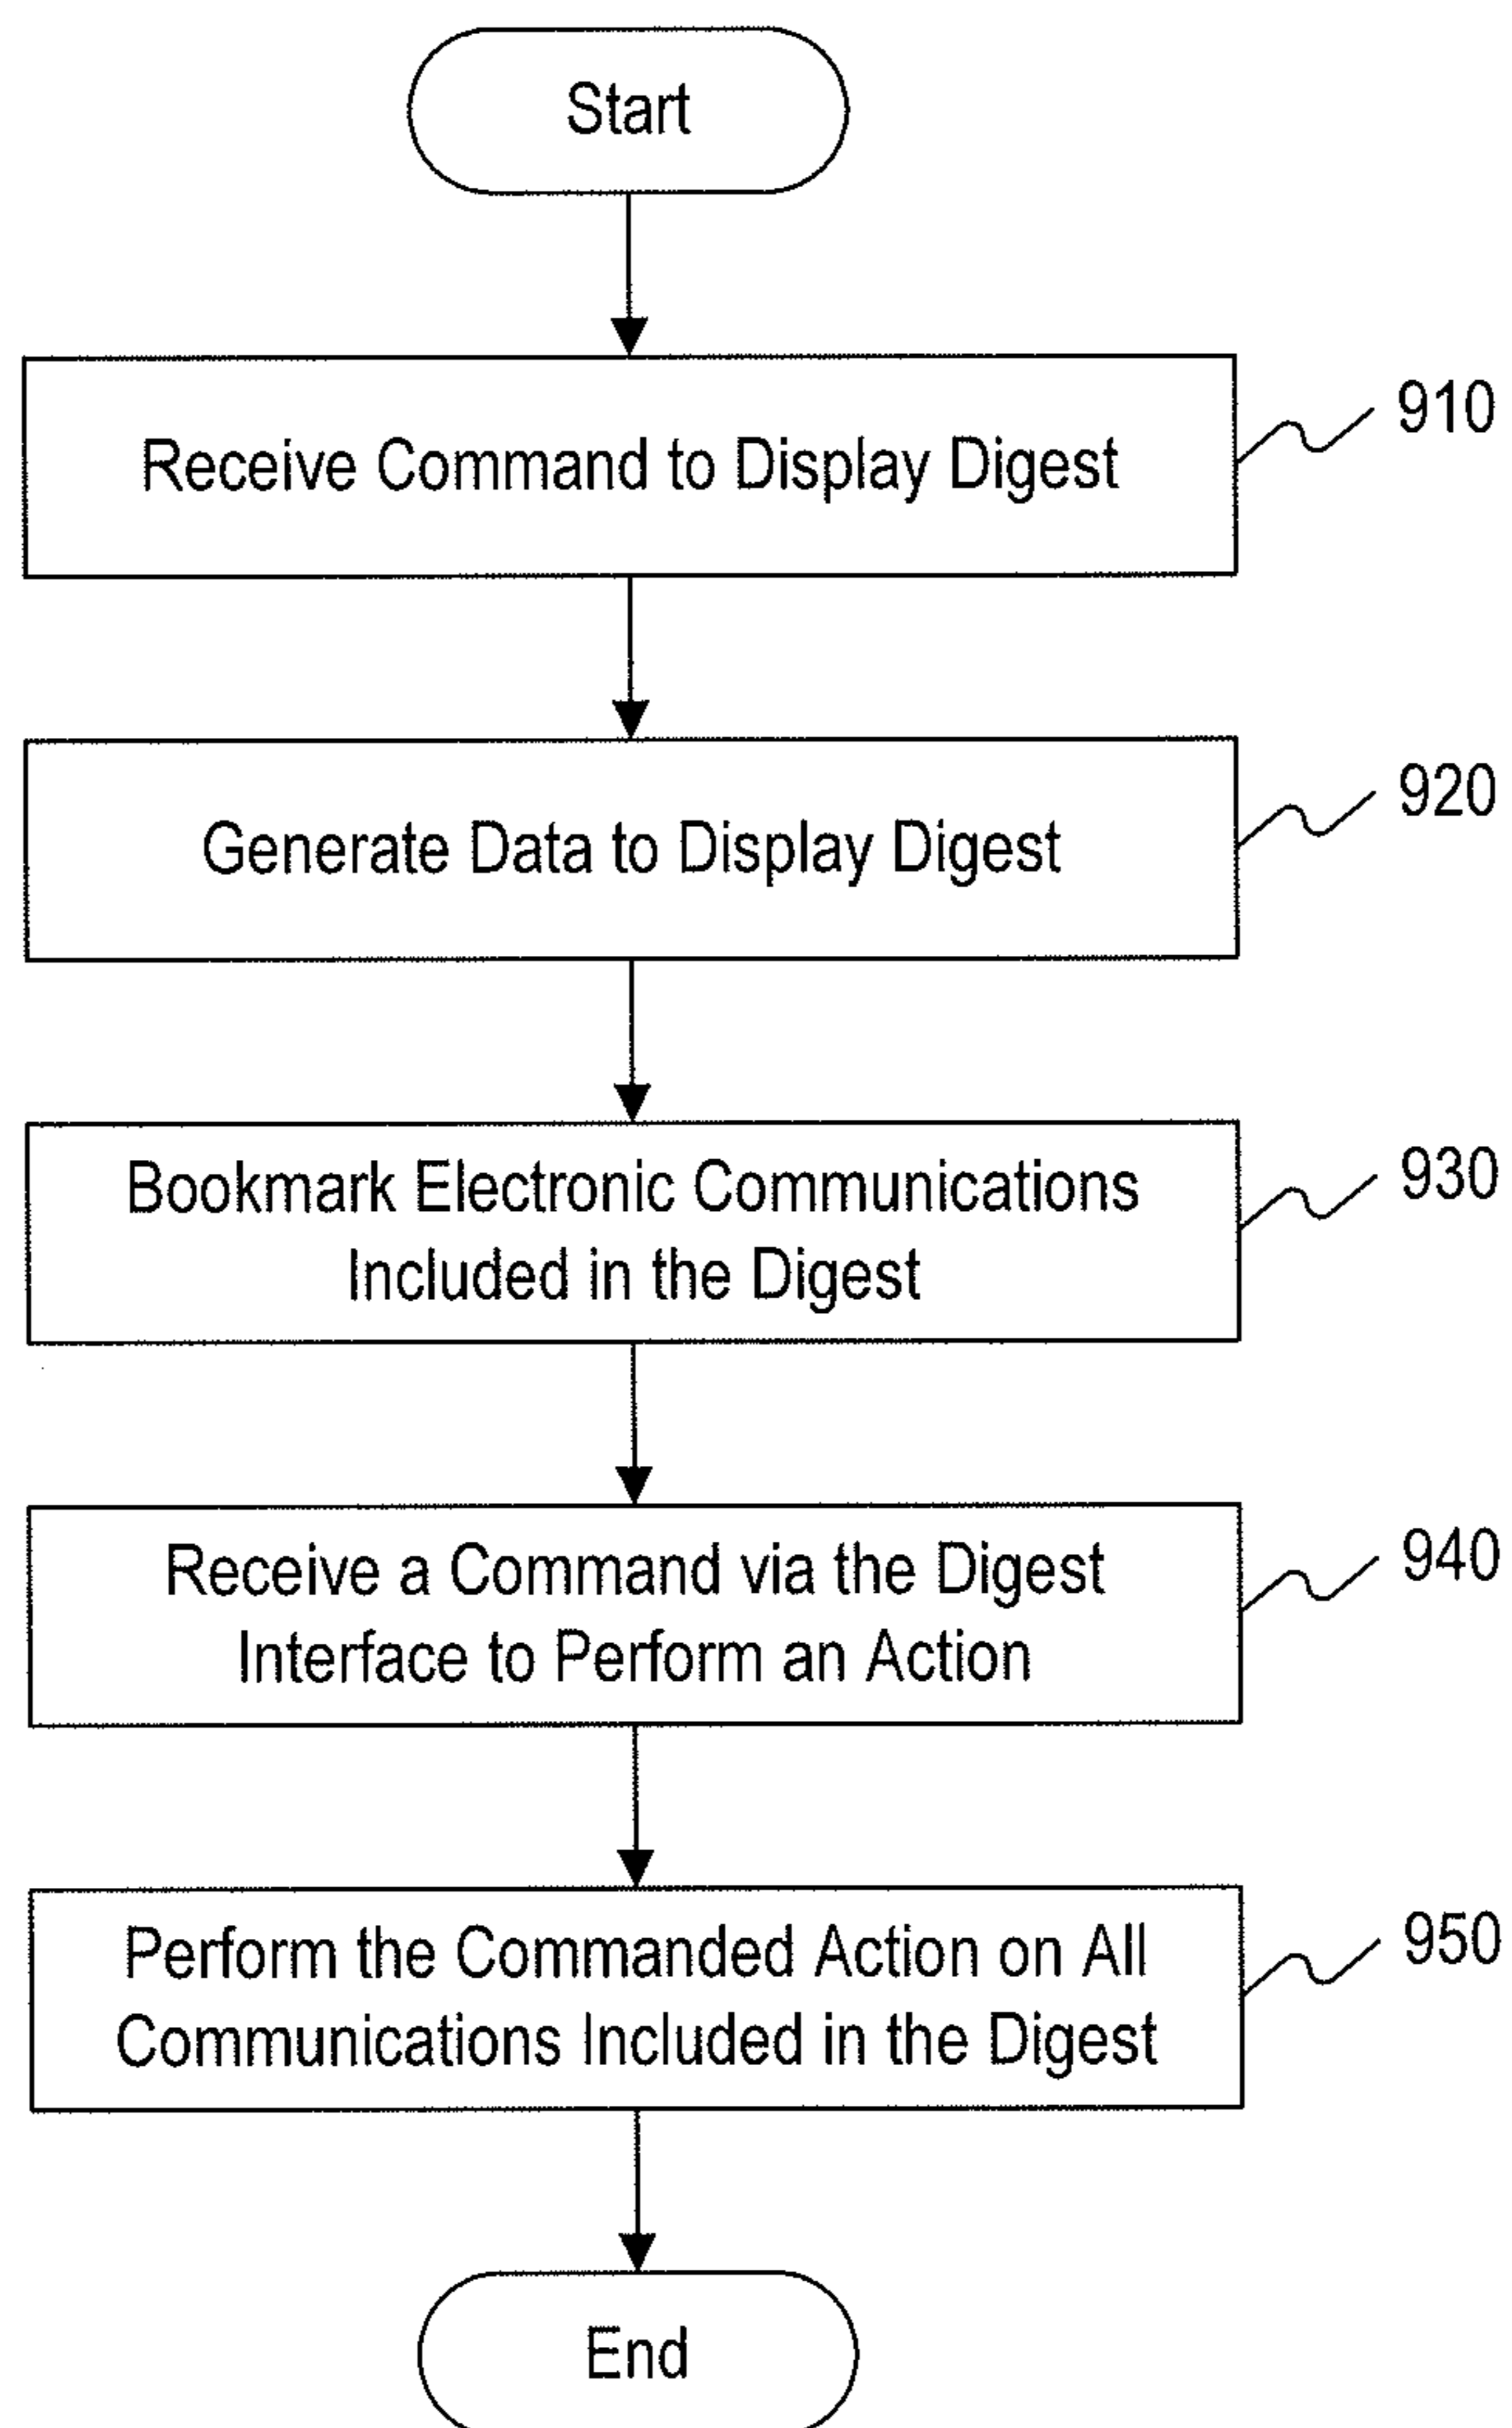 Start
Receive Command to Display Digest
910
Generate Data to Display Digest
920
Bookmark Electronic Communications
Included in the Digest
930
Receive a Command via the Digest
Interface to Perform an Action
940
Perform the Commanded Action on All
Communications Included in the Digest
950
End